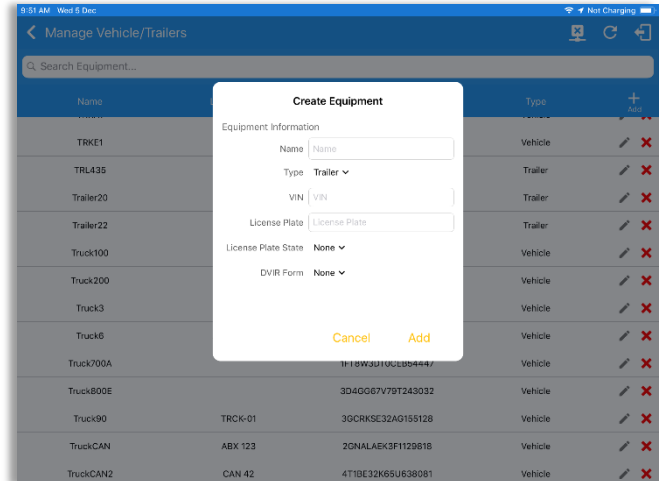 9:51 AM Wed 6 Dec Not Charging
Manage Vehicle/Trailers
Search Equipment...
Name Type Add
Create Equipment
Equipment Information
Name Name
Type Trailer
VIN VIN
License Plate License Plate
License Plate State None
DVIR Form None
Cancel Add
TRKE1 Vehicle
TRL435 Trailer
Trailer20 Trailer
Trailer22 Trailer
Truck100 Vehicle
Truck200 Vehicle
Truck3 Vehicle
Truck6 Vehicle
Truck700A 1FT8W3DT0CEB54447 Vehicle
Truck800E 3D4GG67V79T243032 Vehicle
Truck90 TRCK-01 3GCRKSE32AG155128 Vehicle
TruckCAN ABX 123 2GNALAEK3F1129818 Vehicle
TruckCAN2 CAN 42 4T1BE32K65U638081 Vehicle